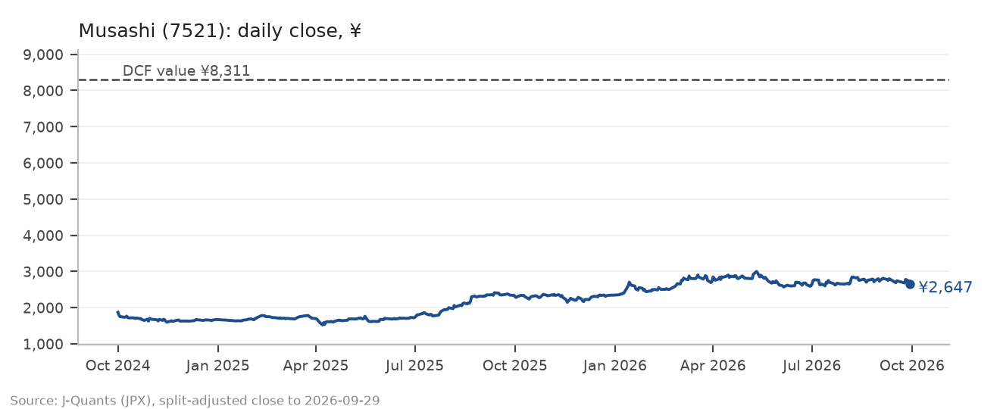 Musashi (7521): daily close, ¥
9,000
DCF value ¥8,311
8,000
7,000
6,000
5,000
4,000
3,000
¥2,647
2,000
1,000
Oct 2024 Jan 2025 Apr 2025 Jul 2025 Oct 2025 Jan 2026 Apr 2026 Jul 2026 Oct 2026
Source: J-Quants (JPX), split-adjusted close to 2026-09-29